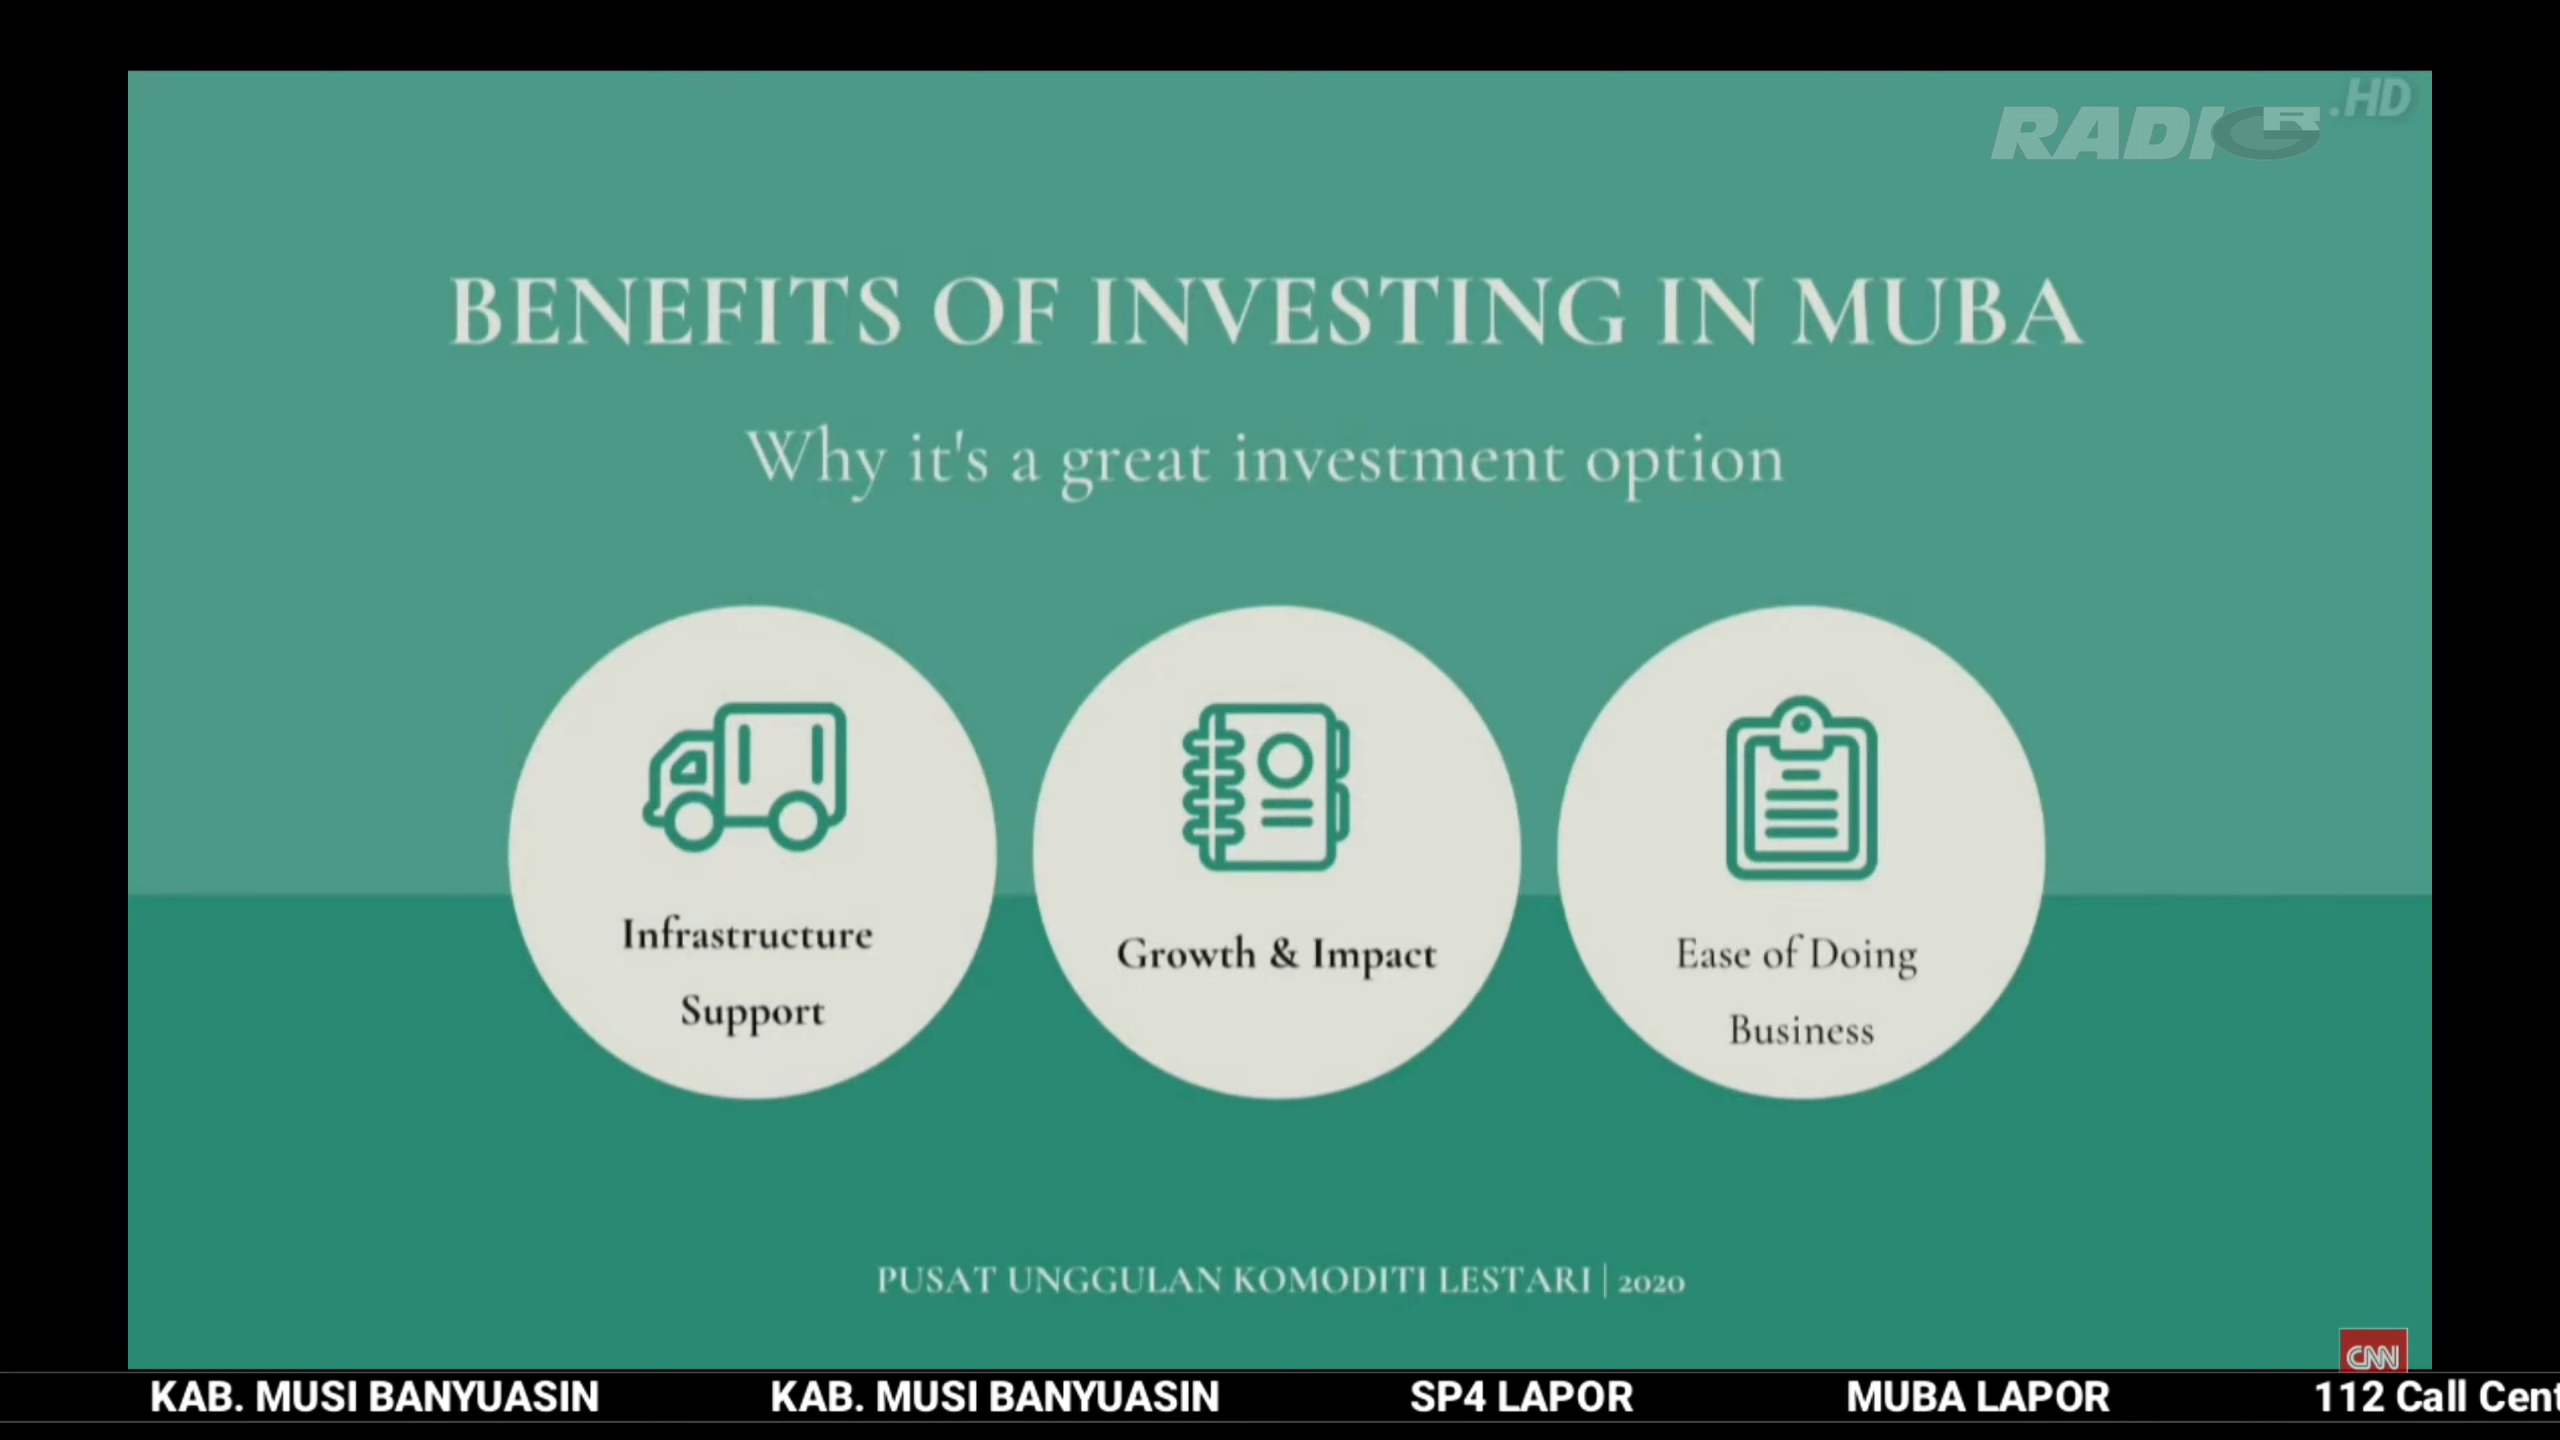 RADIGR.HD
BENEFITS OF INVESTING IN MUBA
Why it's a great investment option
Infrastructure
Support
Growth & Impact
Ease of Doing
Business
PUSAT UNGGULAN KOMODITI LESTARI | 2020
CNN
KAB. MUSI BANYUASIN KAB. MUSI BANYUASIN SP4 LAPOR MUBA LAPOR 112 Call Cent